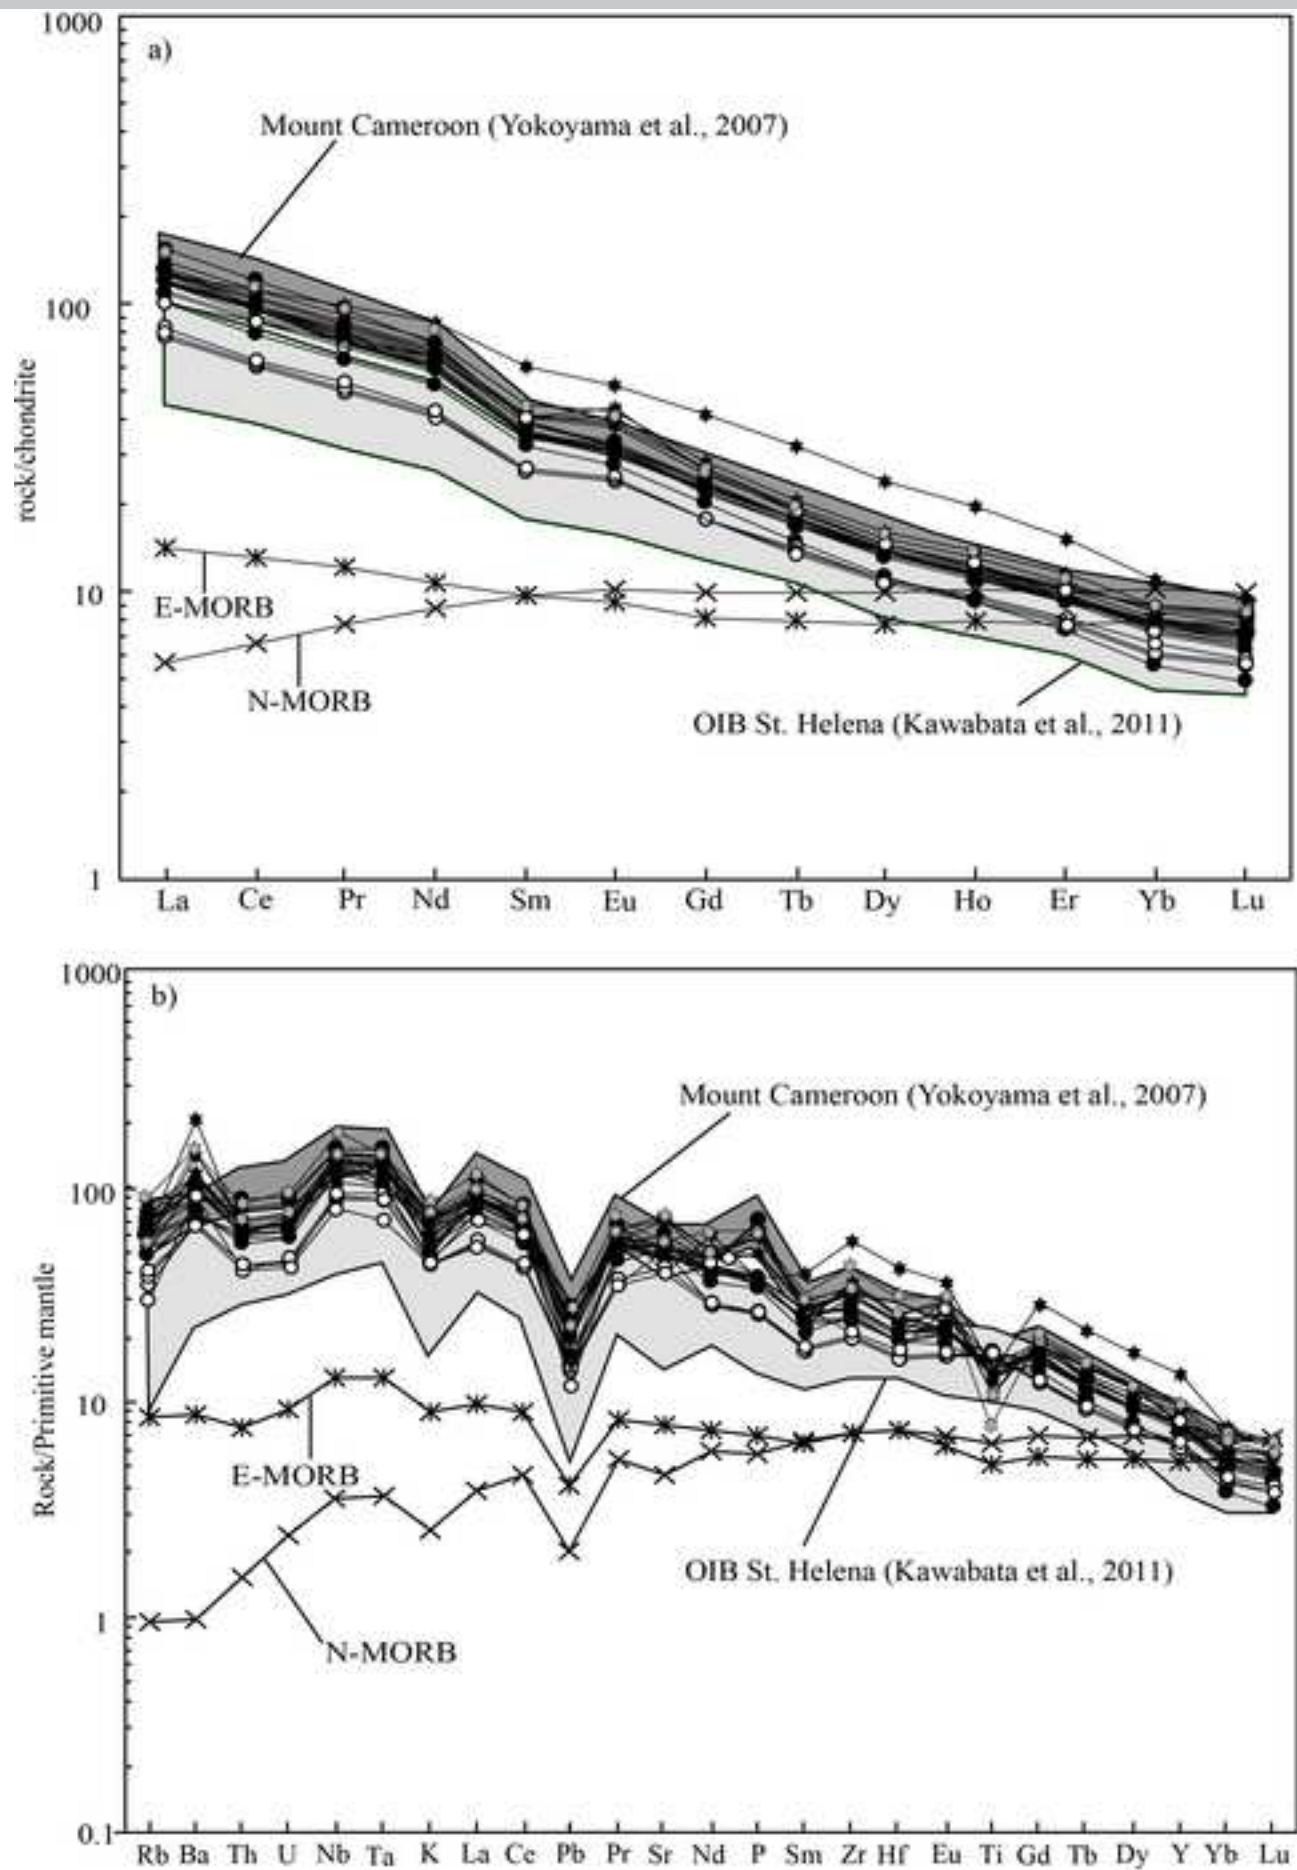 1000
a)
Mount Cameroon (Yokoyama et al., 2007)
100
rock/chondrite
10
E-MORB
N-MORB
OIB St. Helena (Kawabata et al., 2011)
1
La Ce Pr Nd Sm Eu Gd Tb Dy Ho Er Yb Lu
1000
b)
Mount Cameroon (Yokoyama et al., 2007)
100
Rock/Primitive mantle
10
E-MORB
OIB St. Helena (Kawabata et al., 2011)
1
N-MORB
0.1
Rb Ba Th U Nb Ta K La Ce Pb Pr Sr Nd P Sm Zr Hf Eu Ti Gd Tb Dy Y Yb Lu